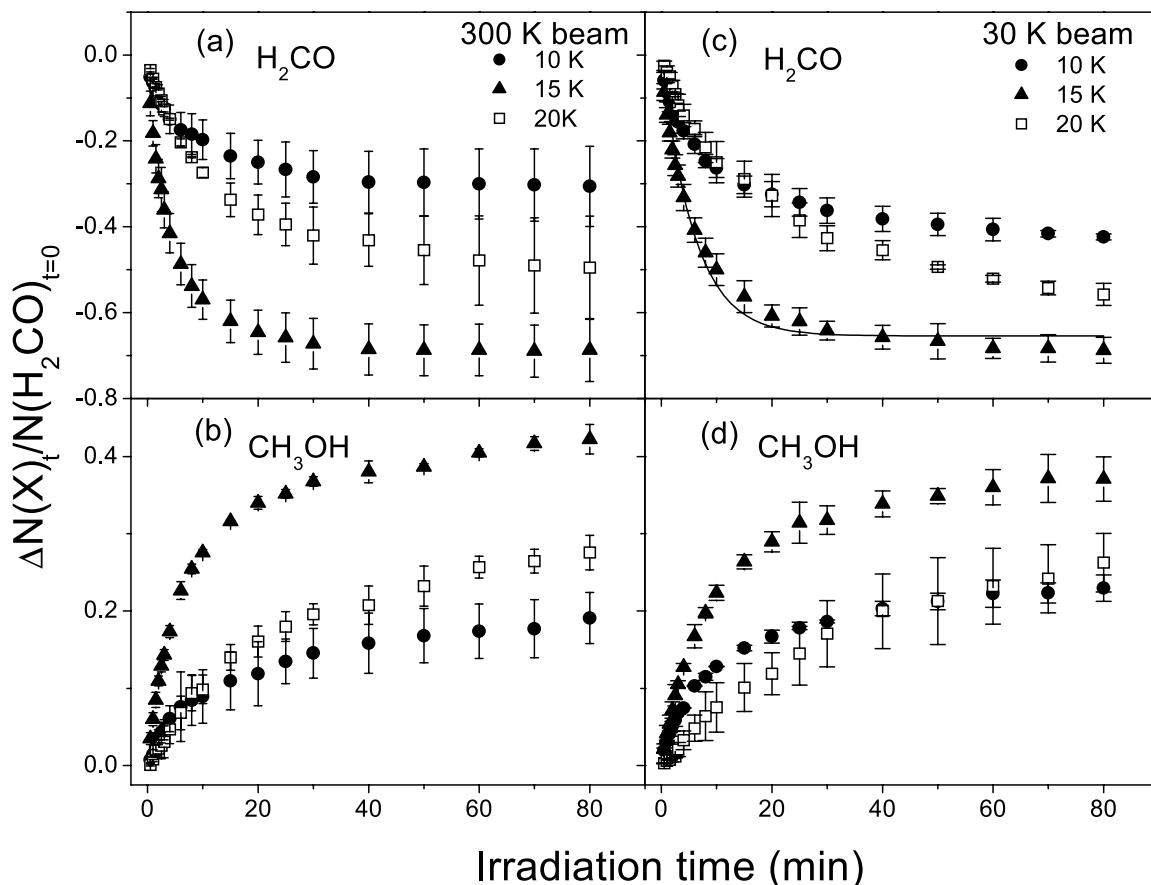 (a)
H₂CO
300 K beam
10 K
15 K
20K
(c)
H₂CO
30 K beam
10 K
15 K
20 K
0.0
-0.2
-0.4
-0.6
-0.8
(b)
CH₃OH
(d)
CH₃OH
0.4
0.2
0.0
ΔN(X)ₜ/N(H₂CO)ₜ₌₀
0 20 40 60 80
0 20 40 60 80
Irradiation time (min)